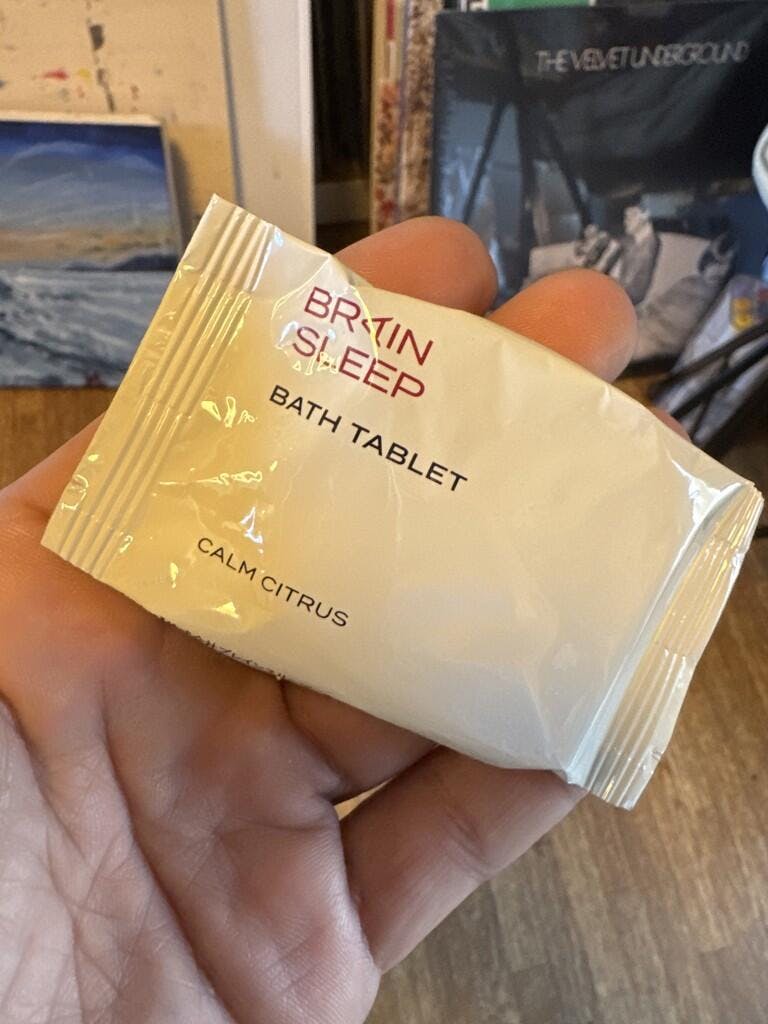 THE VELVET UNDERGROUND
BRAIN
SLEEP
BATH TABLET
CALM CITRUS